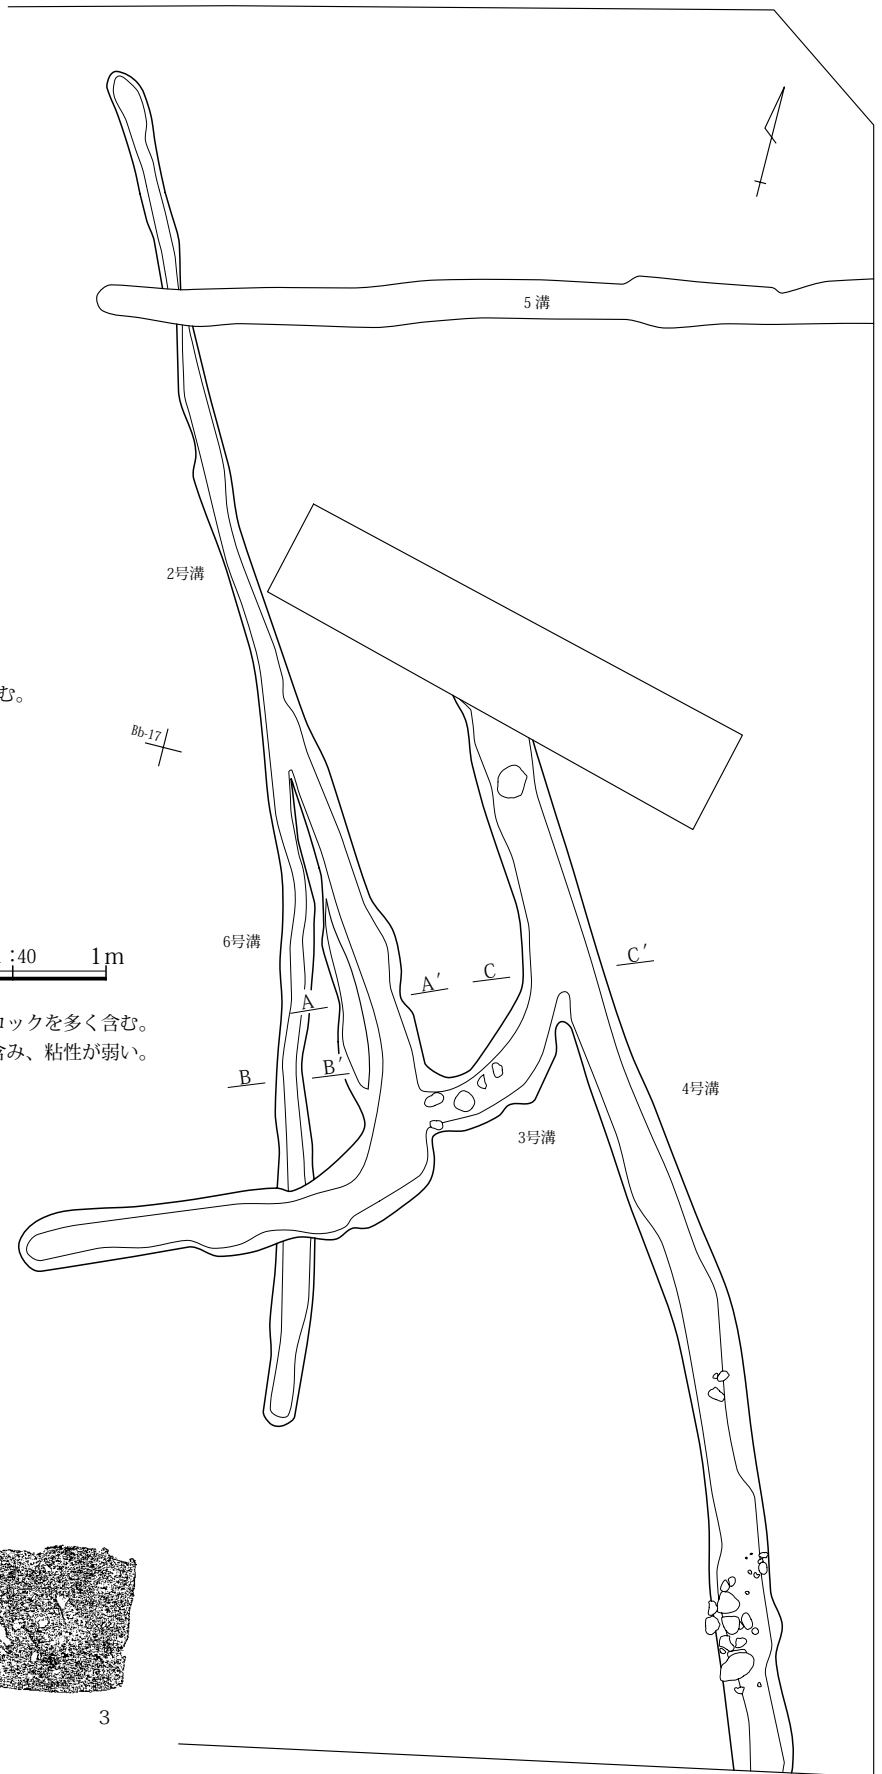 5 溝
2号溝
む。
Bb-17
6号溝
:40 1m
A
A′
C
C′
ロックを多く含む。
含み、粘性が弱い。
B
B′
4号溝
3号溝
3